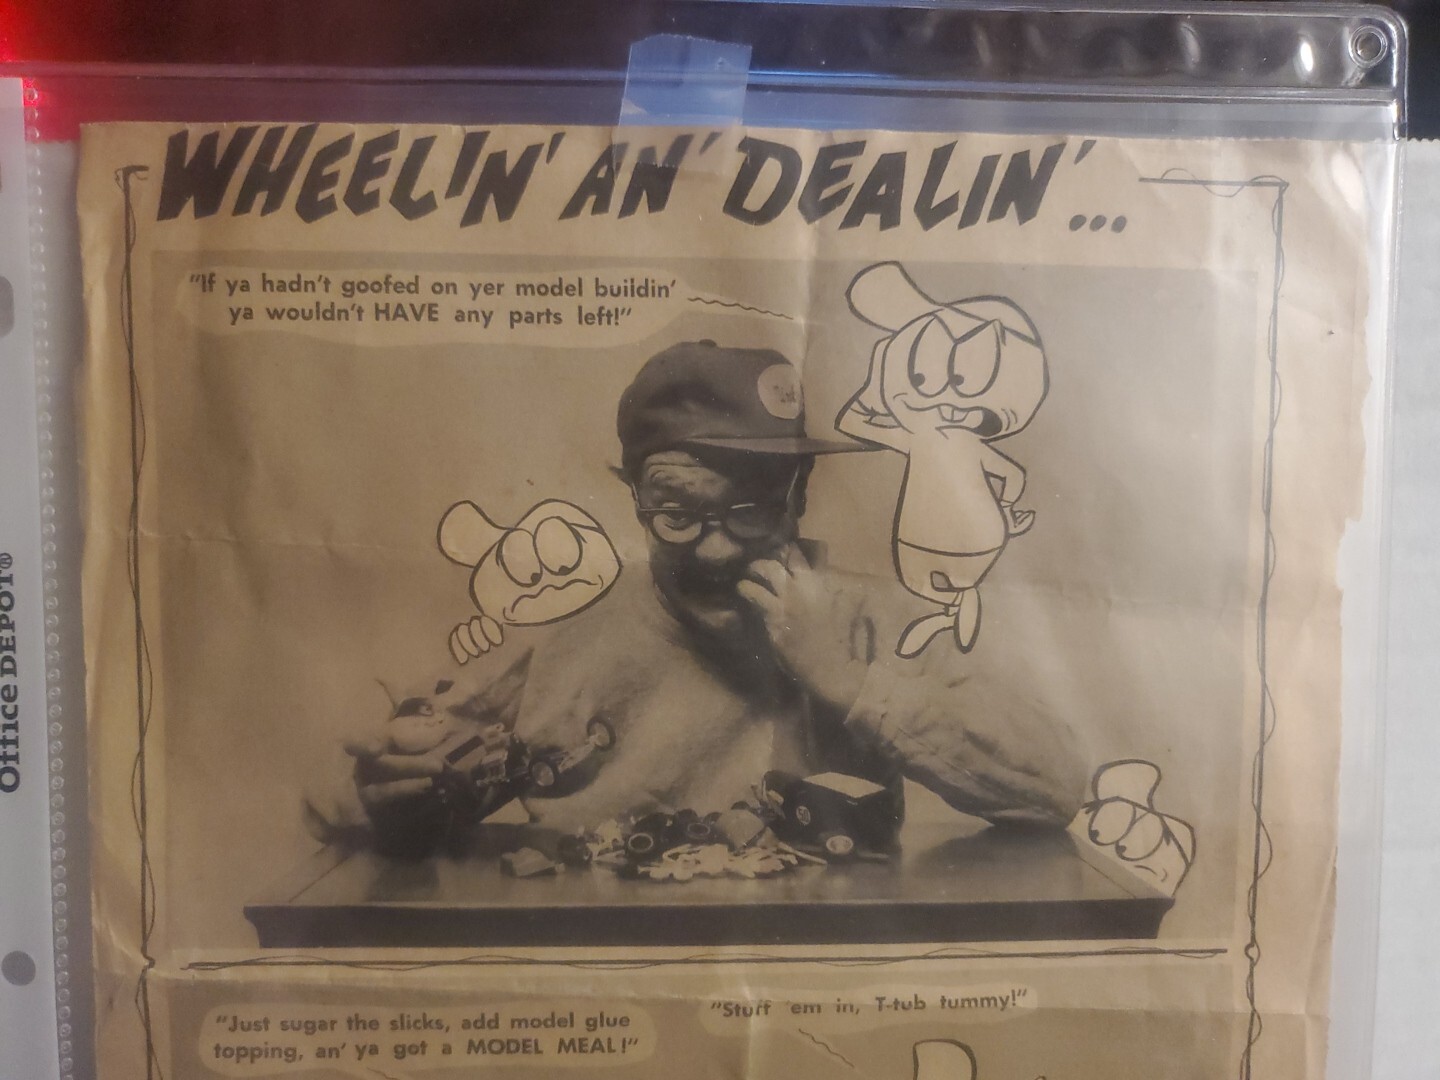 WHEELIN' AN' DEALIN'...
"If ya hadn't goofed on yer model buildin'
ya wouldn't HAVE any parts left!"
"Stuff 'em in, T-tub tummy!"
"Just sugar the slicks, add model glue
topping, an' ya got a MODEL MEAL!"
Office DEPOT®